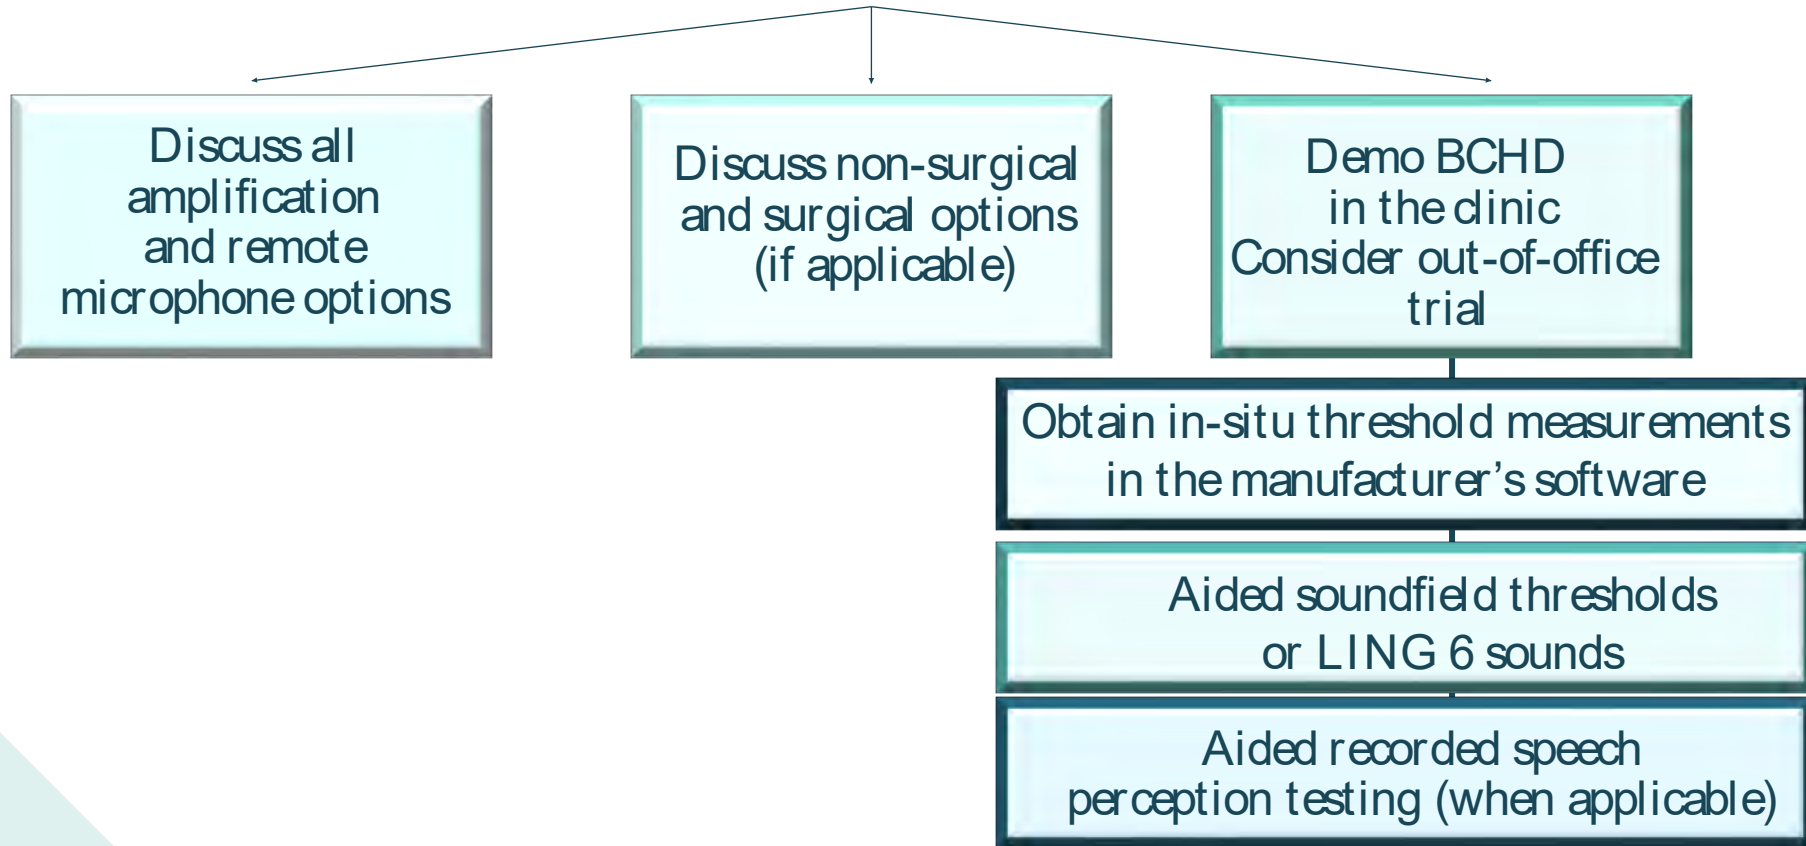 Discuss all
amplification
and remote
microphone options
Discuss non-surgical
and surgical options
(if applicable)
Demo BCHD
in the clinic
Consider out-of-office
trial
Obtain in-situ threshold measurements
in the manufacturer’s software
Aided soundfield thresholds
or LING 6 sounds
Aided recorded speech
perception testing (when applicable)